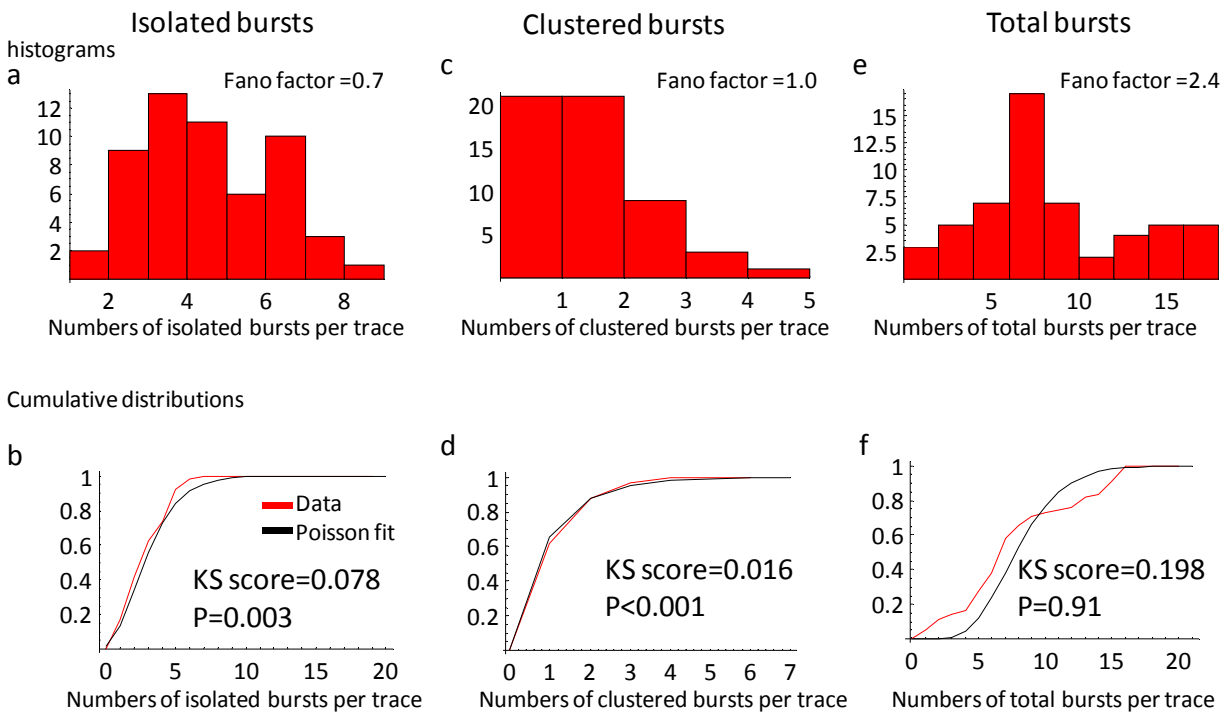 Isolated bursts
Clustered bursts
Total bursts
histograms
a
Fano factor =0.7
12
10
8
6
4
2
2 4 6 8
Numbers of isolated bursts per trace
c
Fano factor =1.0
20
15
10
5
1 2 3 4 5
Numbers of clustered bursts per trace
e
Fano factor =2.4
15
12.5
10
7.5
5
2.5
5 10 15
Numbers of total bursts per trace
Cumulative distributions
b
1
0.8
0.6
0.4
0.2
Data
Poisson fit
KS score=0.078
P=0.003
0 5 10 15 20
Numbers of isolated bursts per trace
d
1
0.8
0.6
0.4
0.2
KS score=0.016
P<0.001
0 1 2 3 4 5 6 7
Numbers of clustered bursts per trace
f
1
0.8
0.6
0.4
0.2
KS score=0.198
P=0.91
0 5 10 15 20
Numbers of total bursts per trace